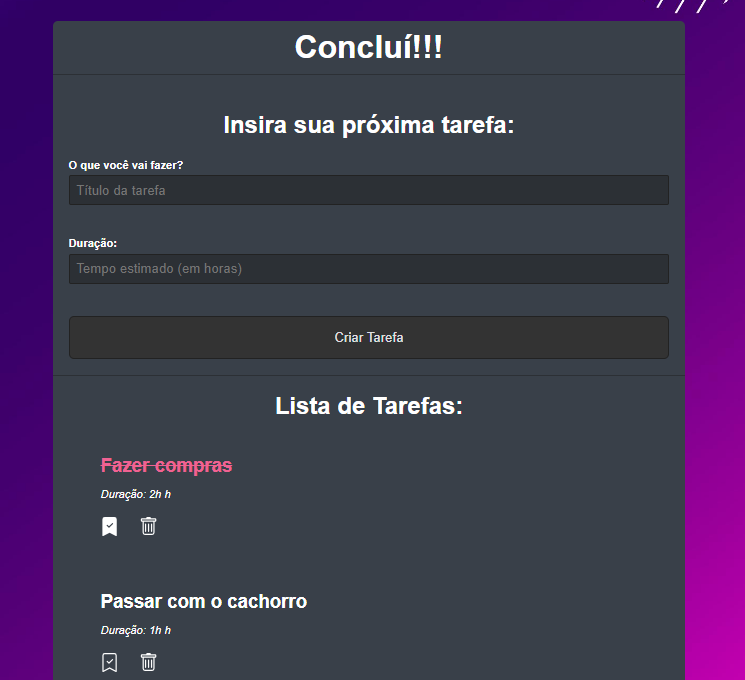 Concluí!!!
Insira sua próxima tarefa:
O que você vai fazer?
Título da tarefa
Duração:
Tempo estimado (em horas)
Criar Tarefa
Lista de Tarefas:
Fazer compras
Duração: 2h h
Passar com o cachorro
Duração: 1h h